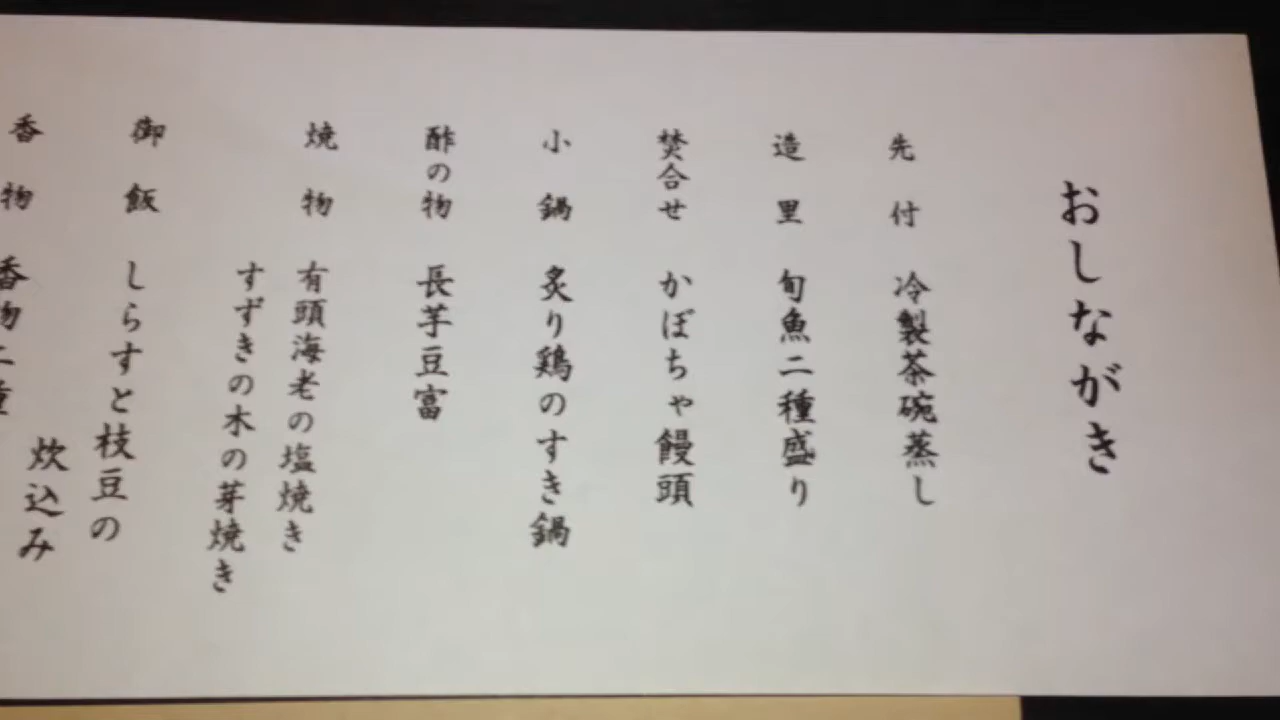 おしながき
先付 冷製茶碗蒸し
造里 旬魚二種盛り
焚合せ かぼちゃ饅頭
小鍋 炙り鶏のすき鍋
酢の物 長芋豆富
焼物 有頭海老の塩焼き
すずきの木の芽焼き
御飯 しらすと枝豆の
炊込み
香物 香物二種